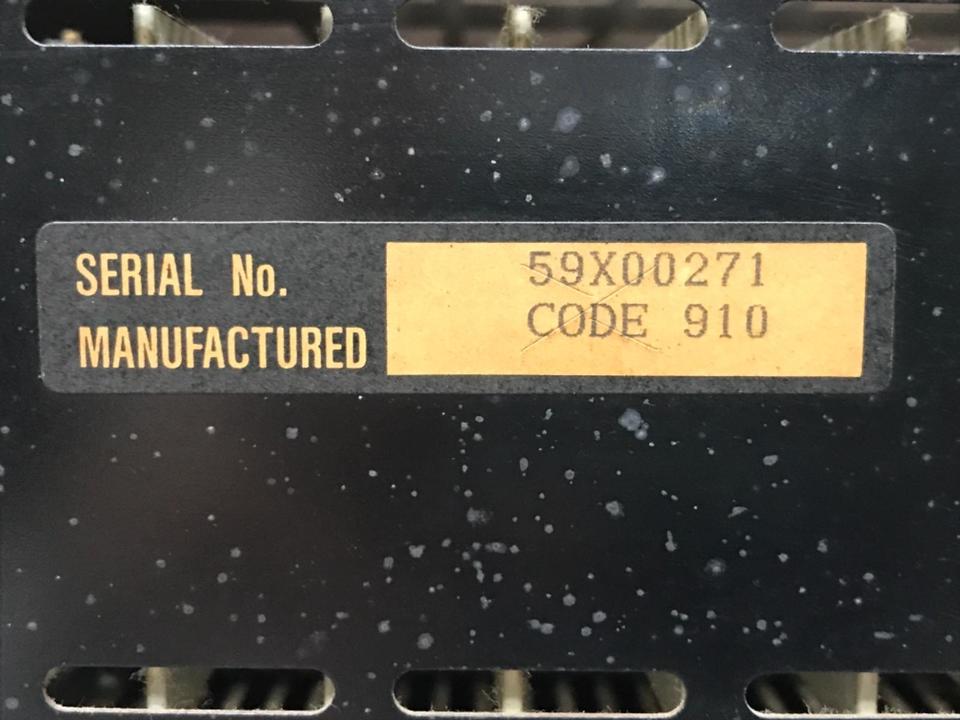 SERIAL No. 59X00271
MANUFACTURED CODE 910